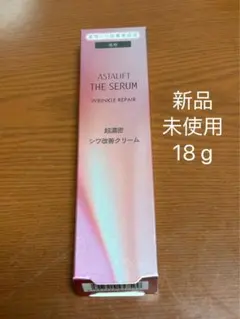 ASTALIFT
THE SERUM
WRINKLE REPAIR
超濃密
シワ改善クリーム
新品
未使用
18 g